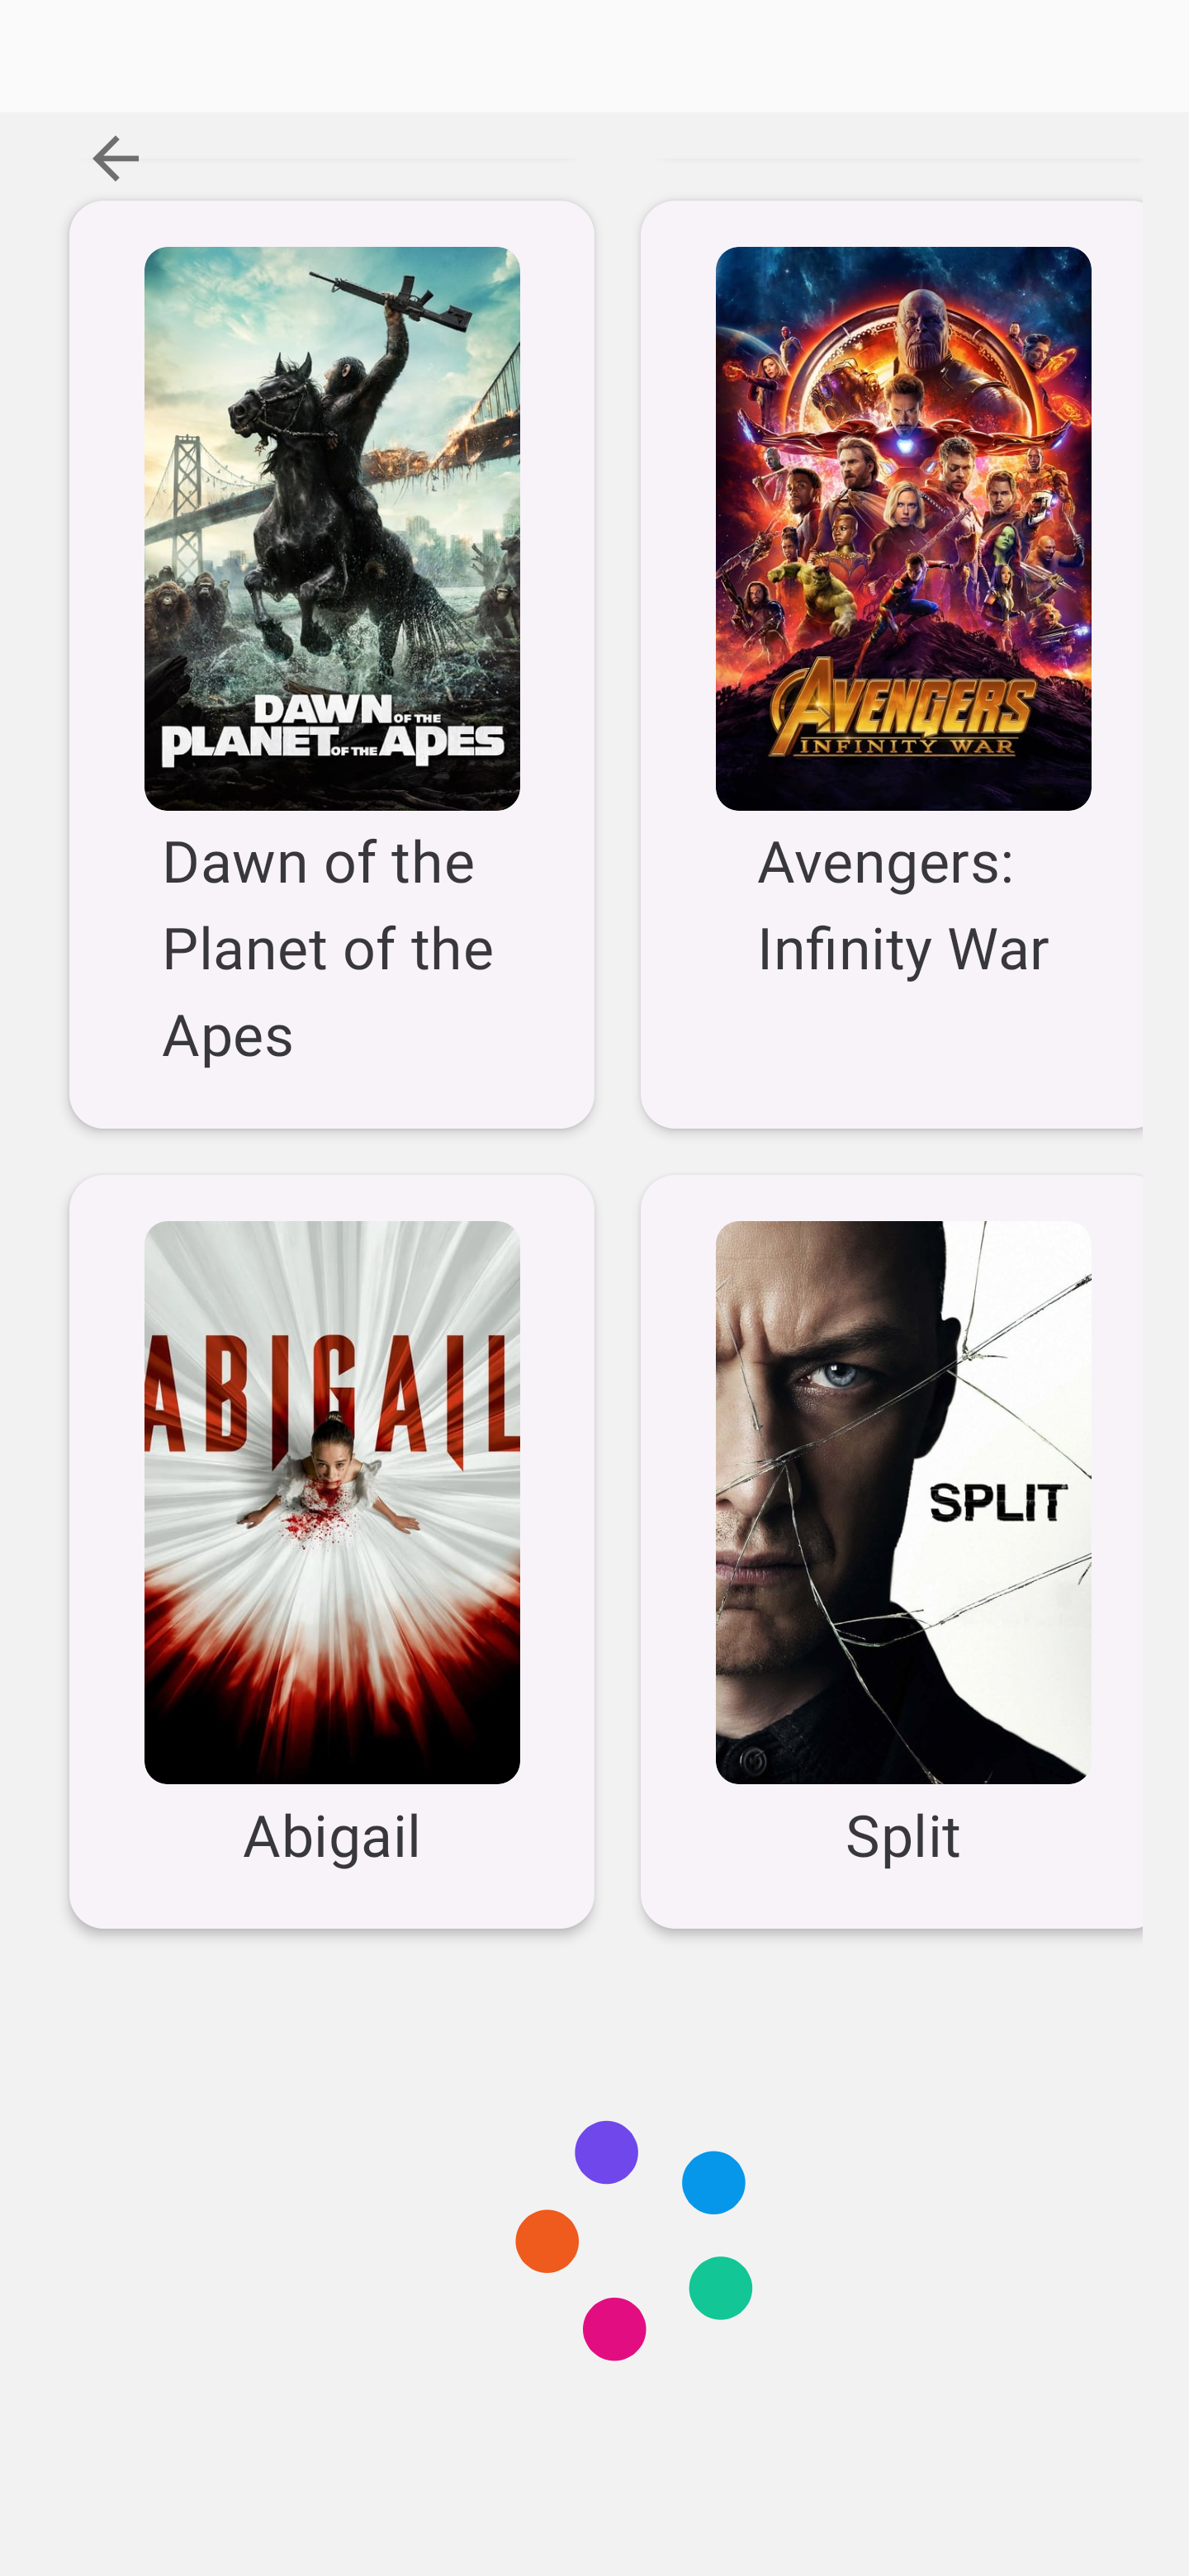 DAWN OF THE
PLANET OF THE APES
Dawn of the
Planet of the
Apes
AVENGERS
INFINITY WAR
Avengers:
Infinity War
ABIGAIL
Abigail
SPLIT
Split